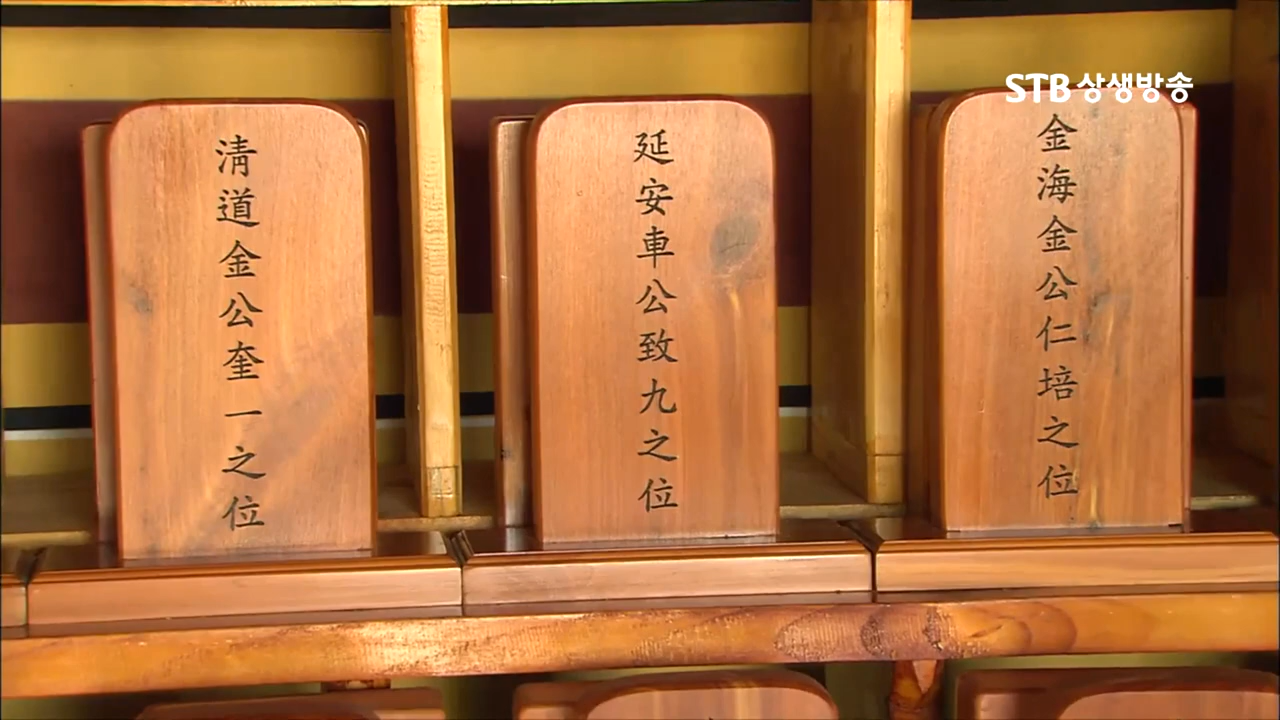 STB 상생방송
淸道金公奎一之位
延安車公致九之位
金海金公仁培之位